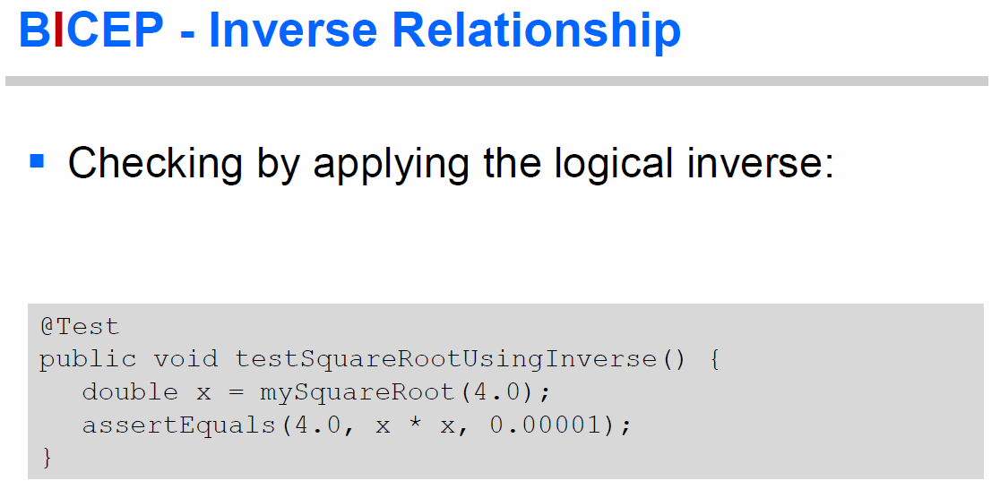 BICEP - Inverse Relationship
▪ Checking by applying the logical inverse:
@Test
public void testSquareRootUsingInverse() {
double x = mySquareRoot(4.0);
assertEquals(4.0, x * x, 0.00001);
}